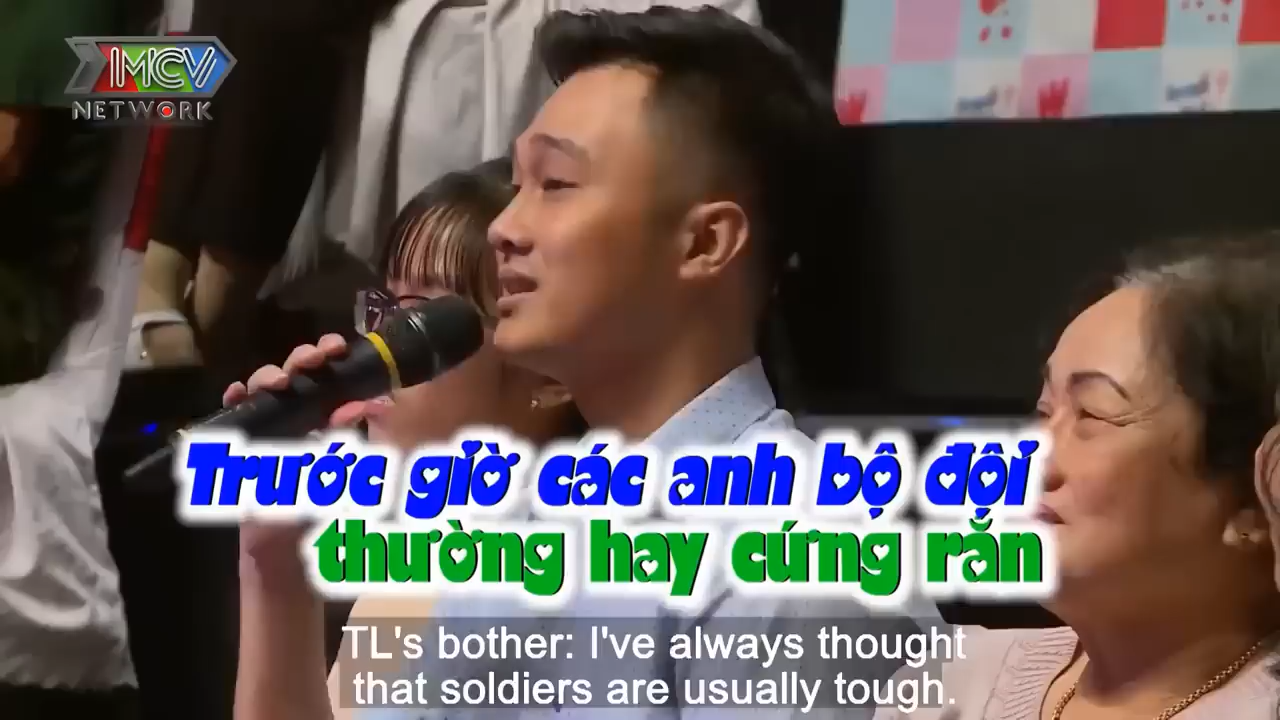 MCV
NETWORK
Trước giờ các anh bộ đội
thường hay cứng rắn
TL's bother: I've always thought
that soldiers are usually tough.